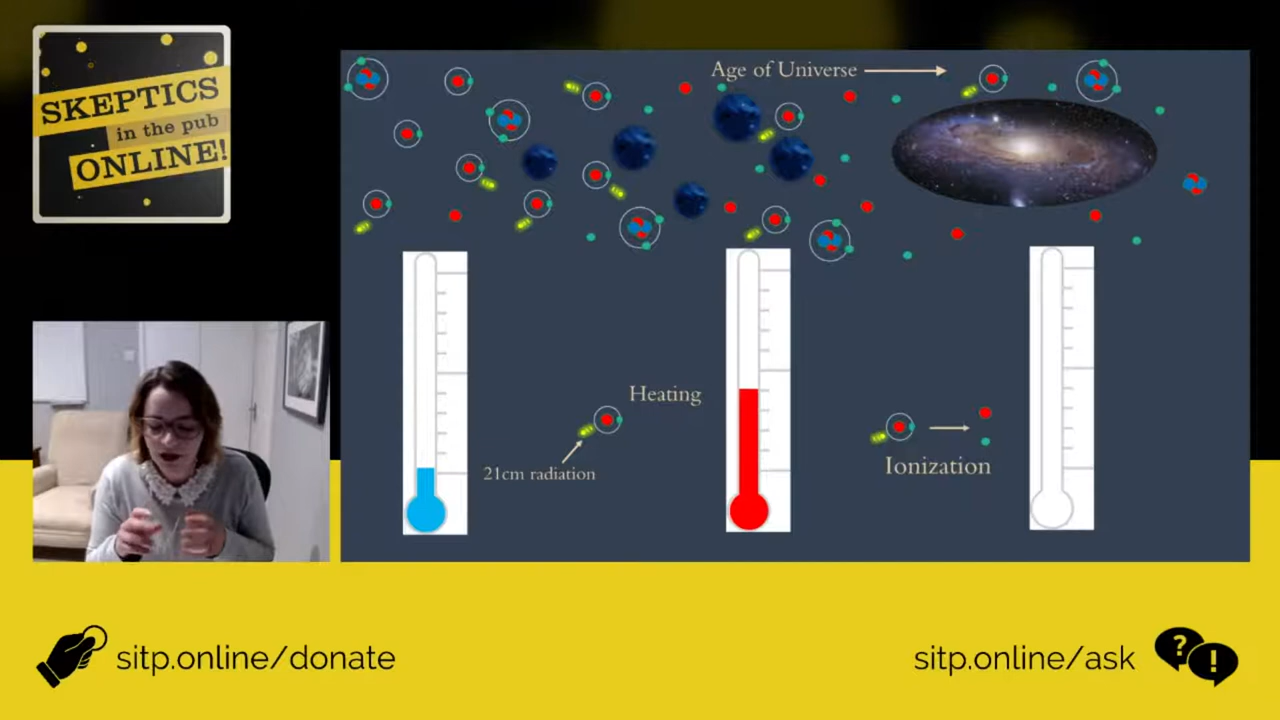 SKEPTICS
in the pub
ONLINE!
Age of Universe
Heating
21cm radiation
Ionization
sitp.online/donate
sitp.online/ask
? !